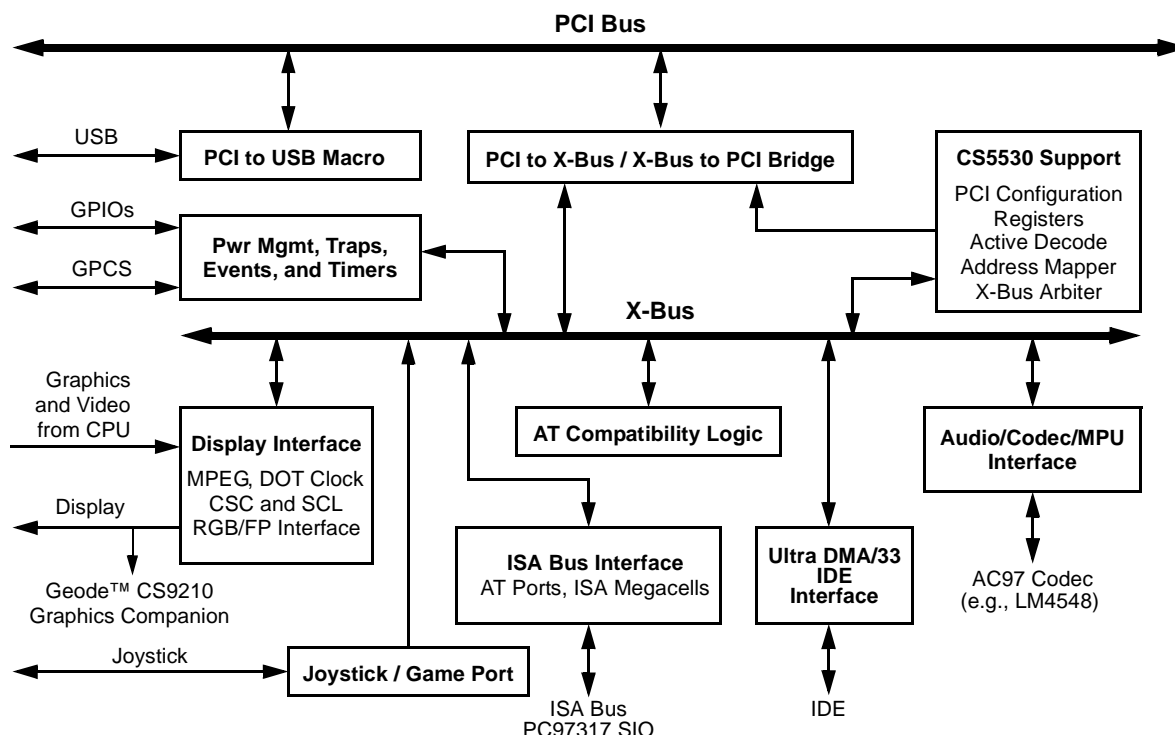 PCI Bus
USB
PCI to USB Macro
PCI to X-Bus / X-Bus to PCI Bridge
CS5530 Support
PCI Configuration
Registers
Active Decode
Address Mapper
X-Bus Arbiter
GPIOs
GPCS
Pwr Mgmt, Traps,
Events, and Timers
X-Bus
Graphics
and Video
from CPU
Display Interface
MPEG, DOT Clock
CSC and SCL
RGB/FP Interface
AT Compatibility Logic
Audio/Codec/MPU
Interface
Display
Geode™ CS9210
Graphics Companion
ISA Bus Interface
AT Ports, ISA Megacells
Ultra DMA/33
IDE
Interface
AC97 Codec
(e.g., LM4548)
Joystick
Joystick / Game Port
ISA Bus
PC97317 SIO
IDE